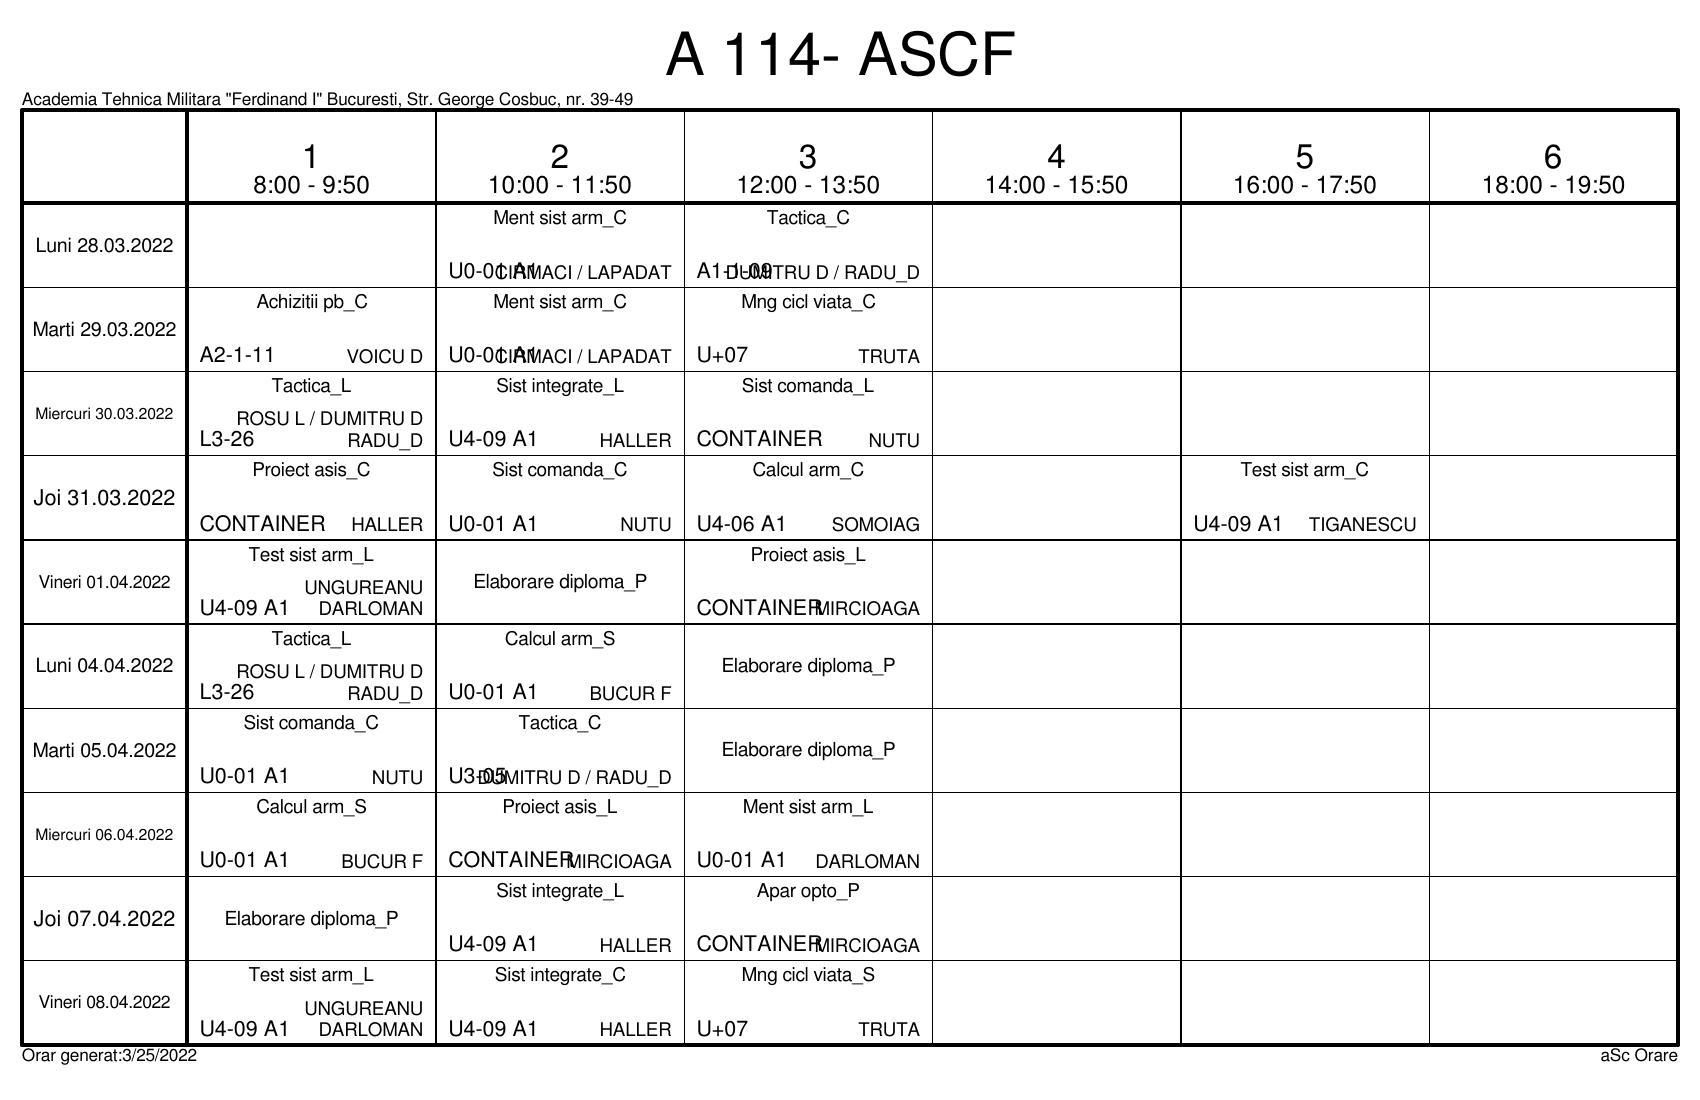 A 114- ASCF
Academia Tehnica Militara "Ferdinand I" Bucuresti, Str. George Cosbuc, nr. 39-49
1 2 3 4 5 6
8:00 - 9:50 10:00 - 11:50 12:00 - 13:50 14:00 - 15:50 16:00 - 17:50 18:00 - 19:50
Luni 28.03.2022
Ment sist arm_C
U0-01 A1 CIRMACI / LAPADAT
Tactica_C
A1-1-09 DUMITRU D / RADU_D
Marti 29.03.2022
Achizitii pb_C
A2-1-11 VOICU D
Ment sist arm_C
U0-01 A1 CIRMACI / LAPADAT
Mng cicl viata_C
U+07 TRUTA
Miercuri 30.03.2022
Tactica_L
ROSU L / DUMITRU D
L3-26 RADU_D
Sist integrate_L
U4-09 A1 HALLER
Sist comanda_L
CONTAINER NUTU
Joi 31.03.2022
Proiect asis_C
CONTAINER HALLER
Sist comanda_C
U0-01 A1 NUTU
Calcul arm_C
U4-06 A1 SOMOIAG
Test sist arm_C
U4-09 A1 TIGANESCU
Vineri 01.04.2022
Test sist arm_L
UNGUREANU
U4-09 A1 DARLOMAN
Elaborare diploma_P
Proiect asis_L
CONTAINER MIRCIOAGA
Luni 04.04.2022
Tactica_L
ROSU L / DUMITRU D
L3-26 RADU_D
Calcul arm_S
U0-01 A1 BUCUR F
Elaborare diploma_P
Marti 05.04.2022
Sist comanda_C
U0-01 A1 NUTU
Tactica_C
U3-05 DUMITRU D / RADU_D
Elaborare diploma_P
Miercuri 06.04.2022
Calcul arm_S
U0-01 A1 BUCUR F
Proiect asis_L
CONTAINER MIRCIOAGA
Ment sist arm_L
U0-01 A1 DARLOMAN
Joi 07.04.2022
Elaborare diploma_P
Sist integrate_L
U4-09 A1 HALLER
Apar opto_P
CONTAINER MIRCIOAGA
Vineri 08.04.2022
Test sist arm_L
UNGUREANU
U4-09 A1 DARLOMAN
Sist integrate_C
U4-09 A1 HALLER
Mng cicl viata_S
U+07 TRUTA
Orar generat:3/25/2022
aSc Orare